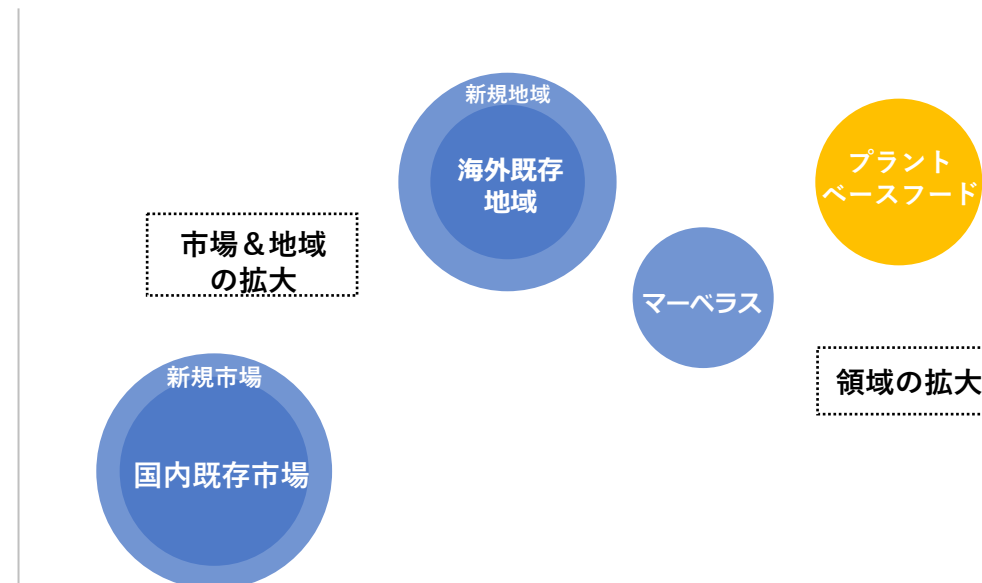 新規地域
海外既存
地域
プラント
ベースフード
市場＆地域
の拡大
マーベラス
領域の拡大
新規市場
国内既存市場